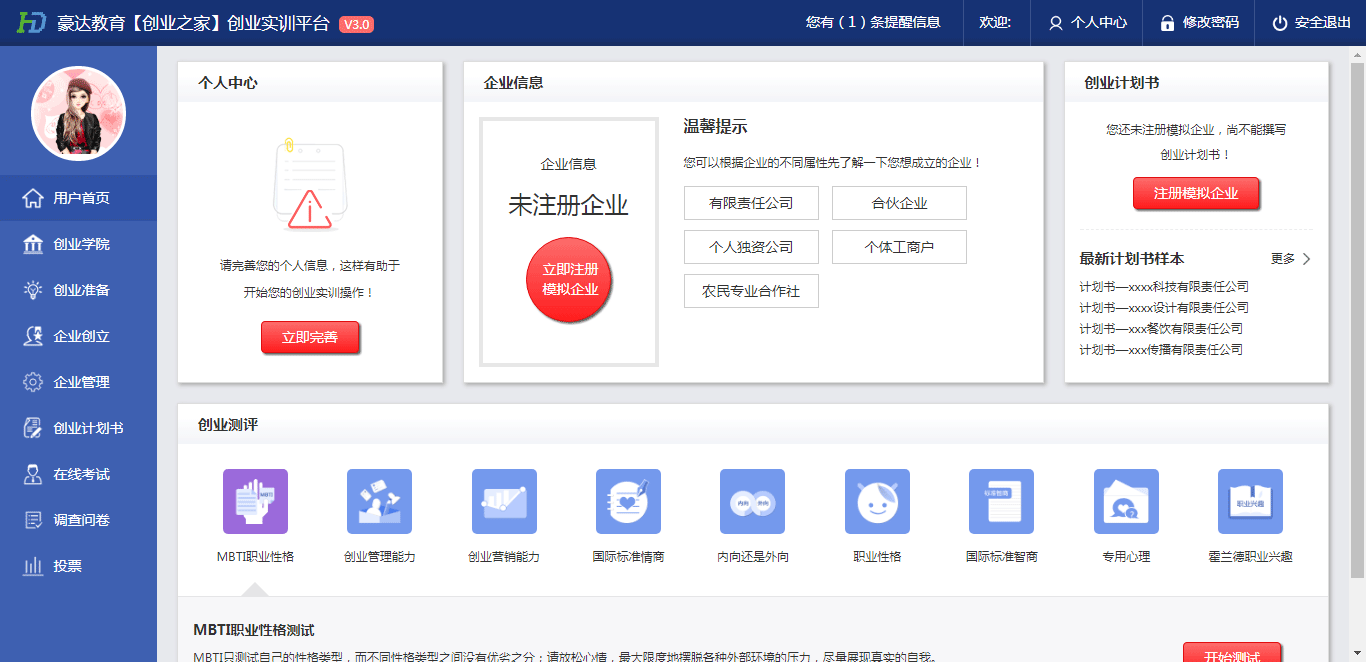 豪达教育【创业之家】创业实训平台 V3.0
您有（1）条提醒信息
欢迎:
个人中心
修改密码
安全退出
用户首页
创业学院
创业准备
企业创立
企业管理
创业计划书
在线考试
调查问卷
投票
个人中心
请完善您的个人信息，这样有助于
开始您的创业实训操作！
立即完善
企业信息
企业信息
未注册企业
立即注册
模拟企业
温馨提示
您可以根据企业的不同属性先了解一下您想成立的企业！
有限责任公司
合伙企业
个人独资公司
个体工商户
农民专业合作社
创业计划书
您还未注册模拟企业，尚不能撰写
创业计划书！
注册模拟企业
最新计划书样本
更多
计划书—xxxx科技有限责任公司
计划书—xxxx设计有限责任公司
计划书—xxx餐饮有限责任公司
计划书—xxx传播有限责任公司
创业测评
MBTI
内向
外向
标准智商
职业兴趣
MBTI职业性格
创业管理能力
创业营销能力
国际标准情商
内向还是外向
职业性格
国际标准智商
专用心理
霍兰德职业兴趣
MBTI职业性格测试
MBTI只测试自己的性格类型，而不同性格类型之间没有优劣之分；请放松心情，最大限度地摆脱各种外部环境的压力，尽量展现真实的自我。
开始测试